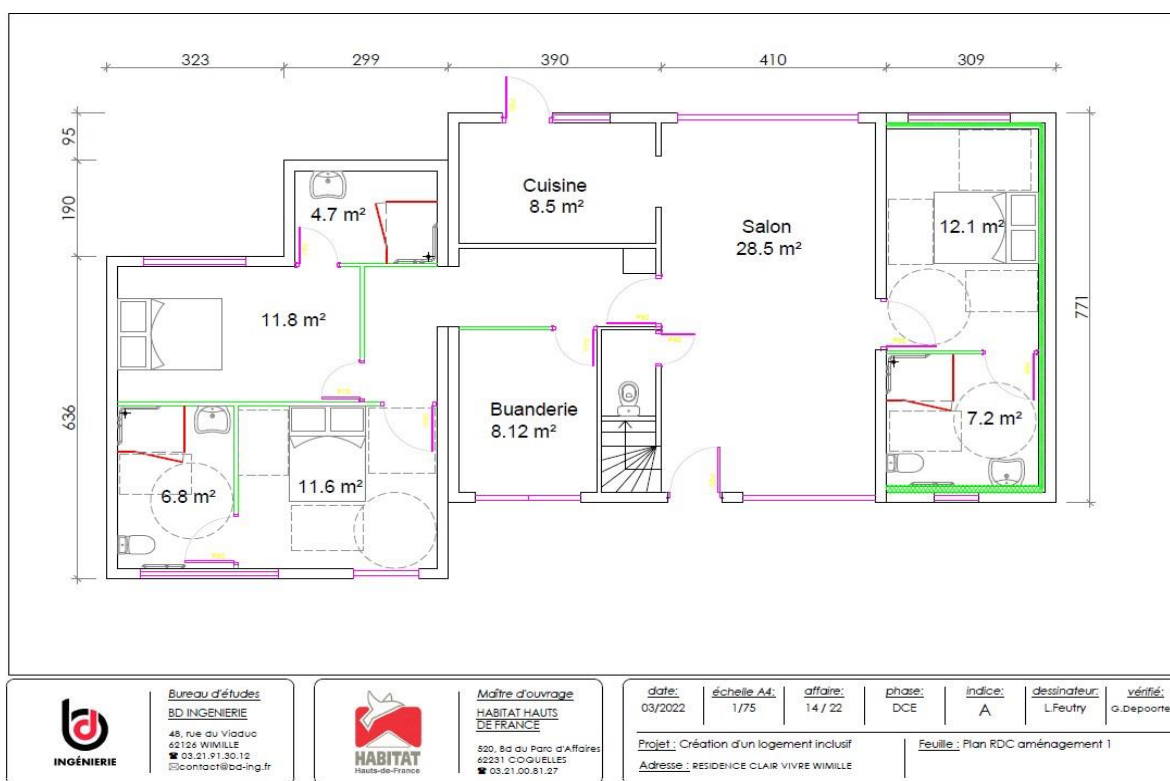 323 299 390 410 309
95
190
636
771
Cuisine
8.5 m²
4.7 m²
Salon
28.5 m²
12.1 m²
11.8 m²
Buanderie
8.12 m²
7.2 m²
11.6 m²
6.8 m²
bd
INGÉNIERIE
Bureau d'études
BD INGENIERIE
48, rue du Viaduc
62126 WIMILLE
☎ 03.21.91.30.12
✉contact@bd-ing.fr
HABITAT
Hauts-de-France
Maître d'ouvrage
HABITAT HAUTS
DE FRANCE
520, Bd du Parc d'Affaires
62231 COQUELLES
☎ 03.21.00.81.27
date: échelle A4: affaire: phase: indice: dessinateur: vérifié:
03/2022 1/75 14 / 22 DCE A L.Feutry G.Depoorte
Projet : Création d'un logement inclusif
Feuille : Plan RDC aménagement 1
Adresse : RESIDENCE CLAIR VIVRE WIMILLE